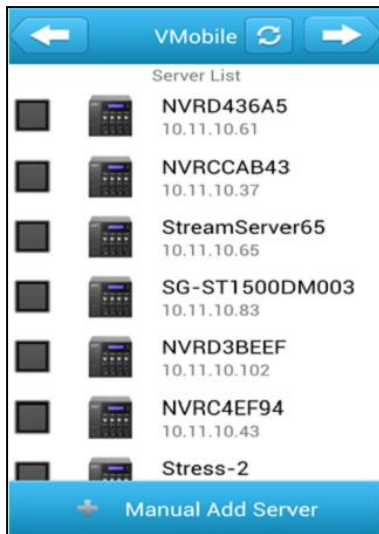 VMobile
Server List
NVRD436A5
10.11.10.61
NVRCCAB43
10.11.10.37
StreamServer65
10.11.10.65
SG-ST1500DM003
10.11.10.83
NVRD3BEEF
10.11.10.102
NVRC4EF94
10.11.10.43
Stress-2
Manual Add Server